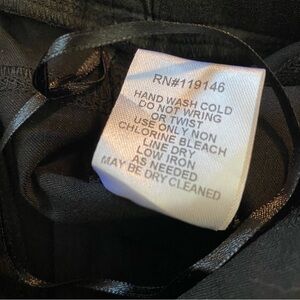 RN#119146
HAND WASH COLD
DO NOT WRING
OR TWIST
USE ONLY NON
CHLORINE BLEACH
LINE DRY
LOW IRON
AS NEEDED
MAY BE DRY CLEANED